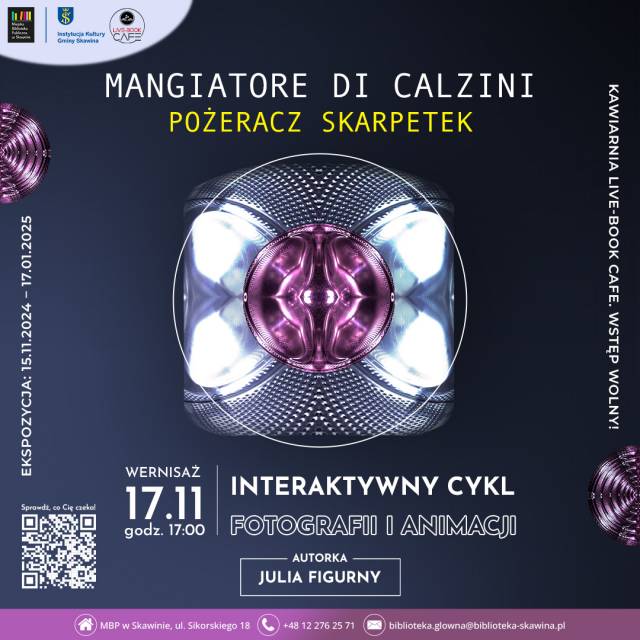 Miejska
Biblioteka
Publiczna
w Skawinie
Instytucja Kultury
Gminy Skawina
LIVE-BOOK
CAFE
MANGIATORE DI CALZINI
POŻERACZ SKARPETEK
EKSPOZYCJA: 15.11.2024 – 17.01.2025
KAWIARNIA LIVE-BOOK CAFE. WSTĘP WOLNY!
WERNISAŻ
17.11
godz. 17:00
INTERAKTYWNY CYKL
FOTOGRAFII I ANIMACJI
Sprawdź, co Cię czeka!
AUTORKA
JULIA FIGURNY
MBP w Skawinie, ul. Sikorskiego 18
+48 12 276 25 71
biblioteka.glowna@biblioteka-skawina.pl